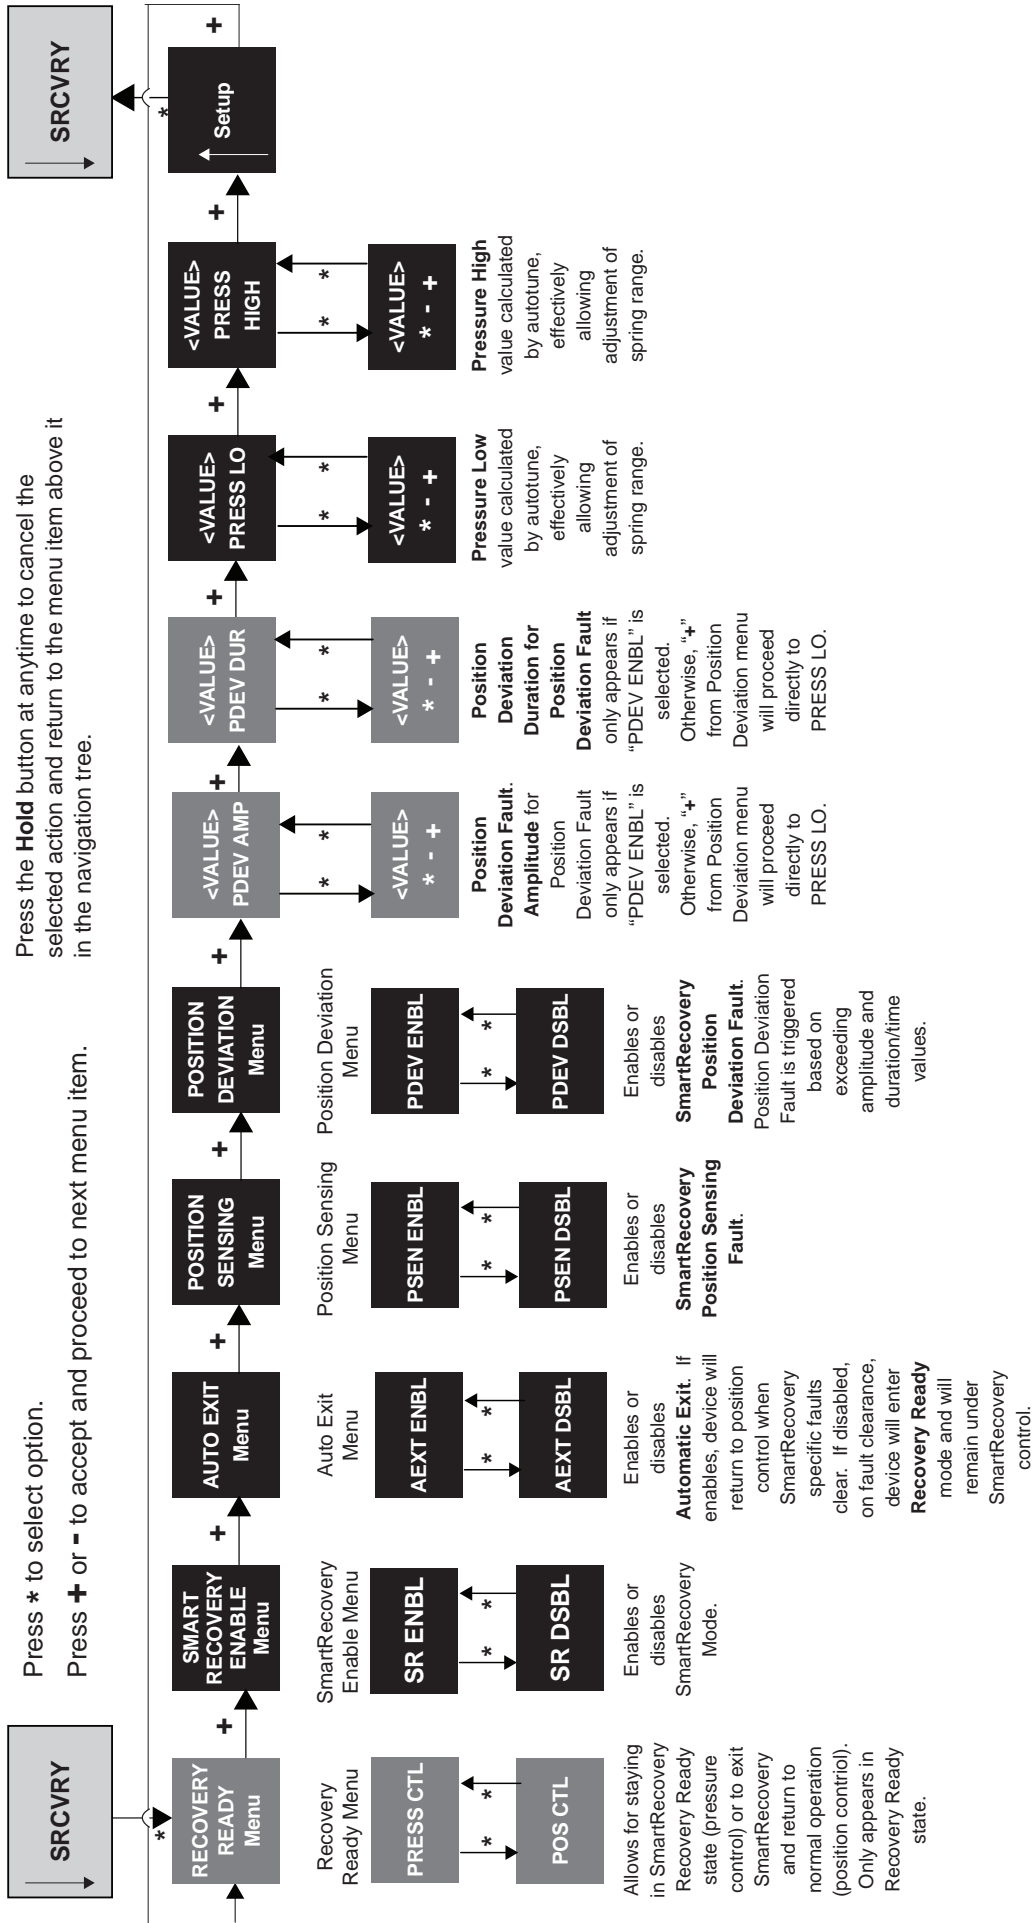 SRCVRY
Press * to select option.
Press + or - to accept and proceed to next menu item.
Press the Hold button at anytime to cancel the
selected action and return to the menu item above it
in the navigation tree.
SRCVRY
*
RECOVERY
READY
Menu
+
SMART
RECOVERY
ENABLE
Menu
+
AUTO EXIT
Menu
+
POSITION
SENSING
Menu
+
POSITION
DEVIATION
Menu
+
<VALUE>
PDEV AMP
+
<VALUE>
PDEV DUR
+
<VALUE>
PRESS LO
+
<VALUE>
PRESS
HIGH
+
Setup
+
*
Recovery
Ready Menu
PRESS CTL
* *
POS CTL
Allows for staying
in SmartRecovery
Recovery Ready
state (pressure
control) or to exit
SmartRecovery
and return to
normal operation
(position contriol).
Only appears in
Recovery Ready
state.
SmartRecovery
Enable Menu
SR ENBL
* *
SR DSBL
Enables or
disables
SmartRecovery
Mode.
Auto Exit
Menu
AEXT ENBL
* *
AEXT DSBL
Enables or
disables
Automatic Exit. If
enables, device will
return to position
control when
SmartRecovery
specific faults
clear. If disabled,
on fault clearance,
device will enter
Recovery Ready
mode and will
remain under
SmartRecovery
control.
Position Sensing
Menu
PSEN ENBL
* *
PSEN DSBL
Enables or
disables
SmartRecovery
Position Sensing
Fault.
Position Deviation
Menu
PDEV ENBL
* *
PDEV DSBL
Enables or
disables
SmartRecovery
Position
Deviation Fault.
Position Deviation
Fault is triggered
based on
exceeding
amplitude and
duration/time
values.
* *
<VALUE>
* - +
Position
Deviation Fault.
Amplitude for
Position
Deviation Fault
only appears if
“PDEV ENBL” is
selected.
Otherwise, “+”
from Position
Deviation menu
will proceed
directly to
PRESS LO.
* *
<VALUE>
* - +
Position
Deviation
Duration for
Position
Deviation Fault
only appears if
“PDEV ENBL” is
selected.
Otherwise, “+”
from Position
Deviation menu
will proceed
directly to
PRESS LO.
* *
<VALUE>
* - +
Pressure Low
value calculated
by autotune,
effectively
allowing
adjustment of
spring range.
* *
<VALUE>
* - +
Pressure High
value calculated
by autotune,
effectively
allowing
adjustment of
spring range.